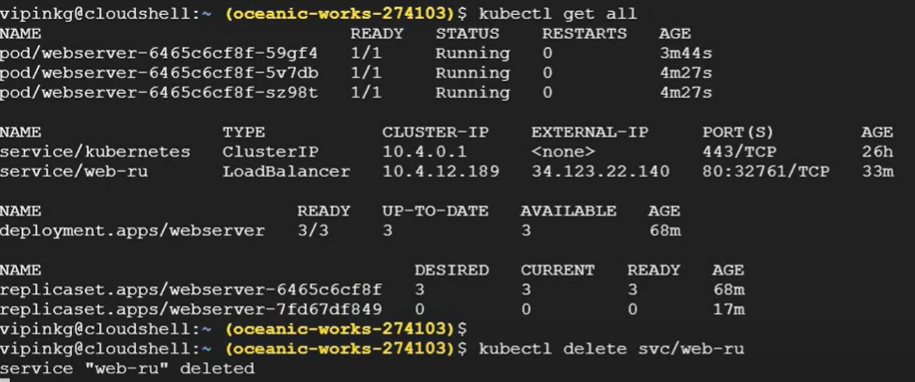 vipinkg@cloudshell:~ (oceanic-works-274103)$ kubectl get all
NAME READY STATUS RESTARTS AGE
pod/webserver-6465c6cf8f-59gf4 1/1 Running 0 3m44s
pod/webserver-6465c6cf8f-5v7db 1/1 Running 0 4m27s
pod/webserver-6465c6cf8f-sz98t 1/1 Running 0 4m27s
NAME TYPE CLUSTER-IP EXTERNAL-IP PORT(S) AGE
service/kubernetes ClusterIP 10.4.0.1 <none> 443/TCP 26h
service/web-ru LoadBalancer 10.4.12.189 34.123.22.140 80:32761/TCP 33m
NAME READY UP-TO-DATE AVAILABLE AGE
deployment.apps/webserver 3/3 3 3 68m
NAME DESIRED CURRENT READY AGE
replicaset.apps/webserver-6465c6cf8f 3 3 3 68m
replicaset.apps/webserver-7fd67df849 0 0 0 17m
vipinkg@cloudshell:~ (oceanic-works-274103)$
vipinkg@cloudshell:~ (oceanic-works-274103)$ kubectl delete svc/web-ru
service "web-ru" deleted